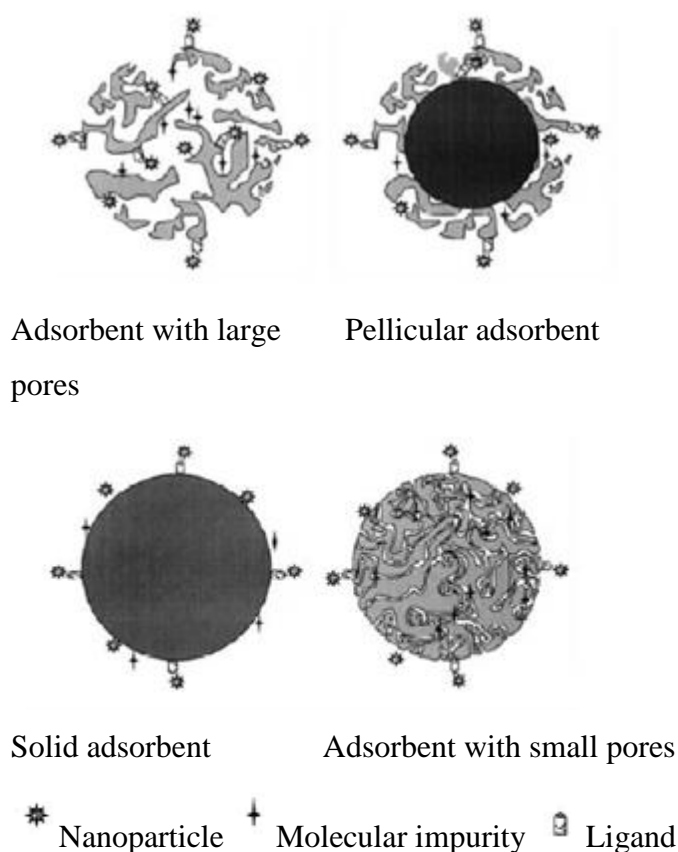 Adsorbent with large Pellicular adsorbent
pores
Solid adsorbent Adsorbent with small pores
Nanoparticle Molecular impurity Ligand